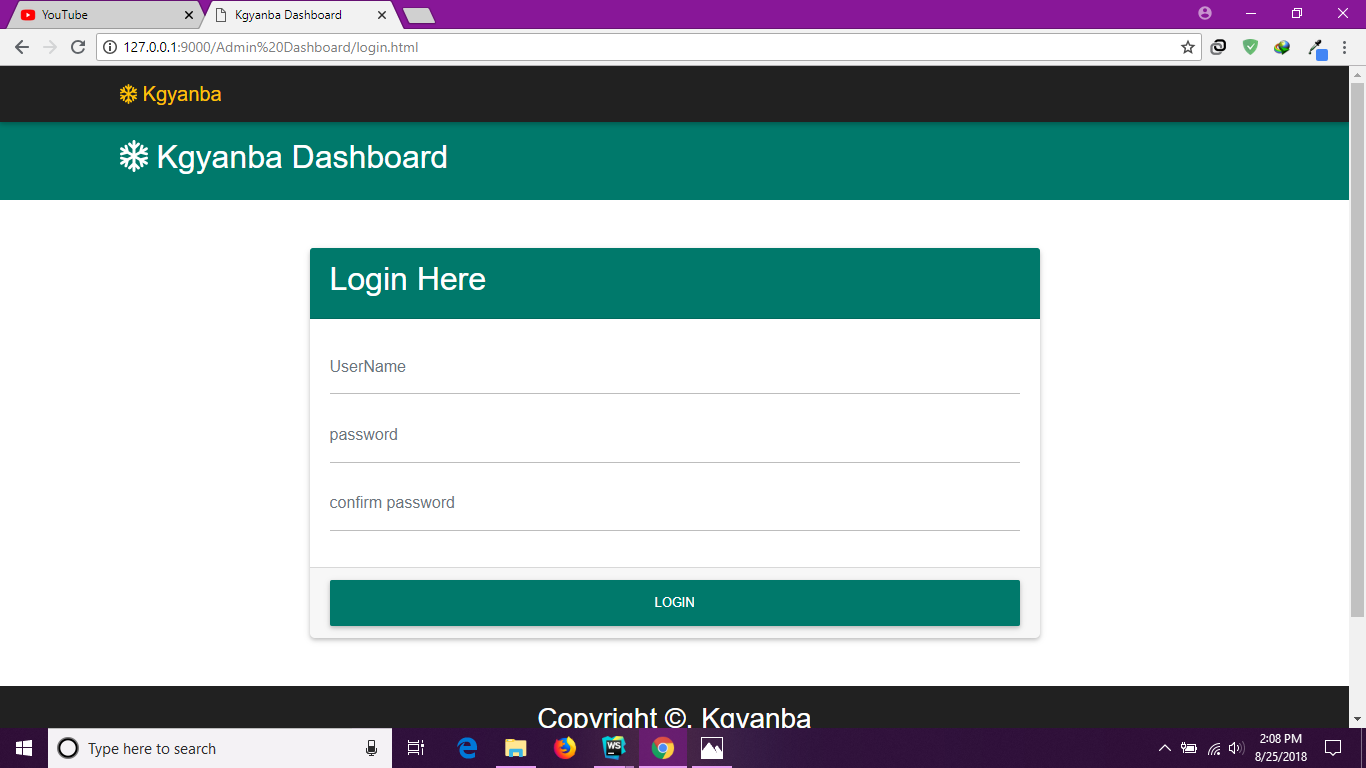 YouTube
Kgyanba Dashboard
127.0.0.1:9000/Admin%20Dashboard/login.html
Kgyanba
Kgyanba Dashboard
Login Here
UserName
password
confirm password
LOGIN
Copyright ©. Kgyanba
Type here to search
WS
2:08 PM
8/25/2018